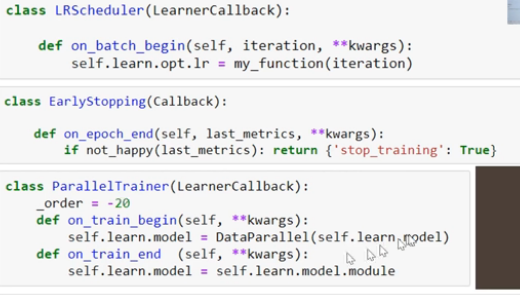 class LRScheduler(LearnerCallback):
def on_batch_begin(self, iteration, **kwargs):
self.learn.opt.lr = my_function(iteration)
class EarlyStopping(Callback):
def on_epoch_end(self, last_metrics, **kwargs):
if not_happy(last_metrics): return {'stop_training': True}
class ParallelTrainer(LearnerCallback):
_order = -20
def on_train_begin(self, **kwargs):
self.learn.model = DataParallel(self.learn.model)
def on_train_end (self, **kwargs):
self.learn.model = self.learn.model.module